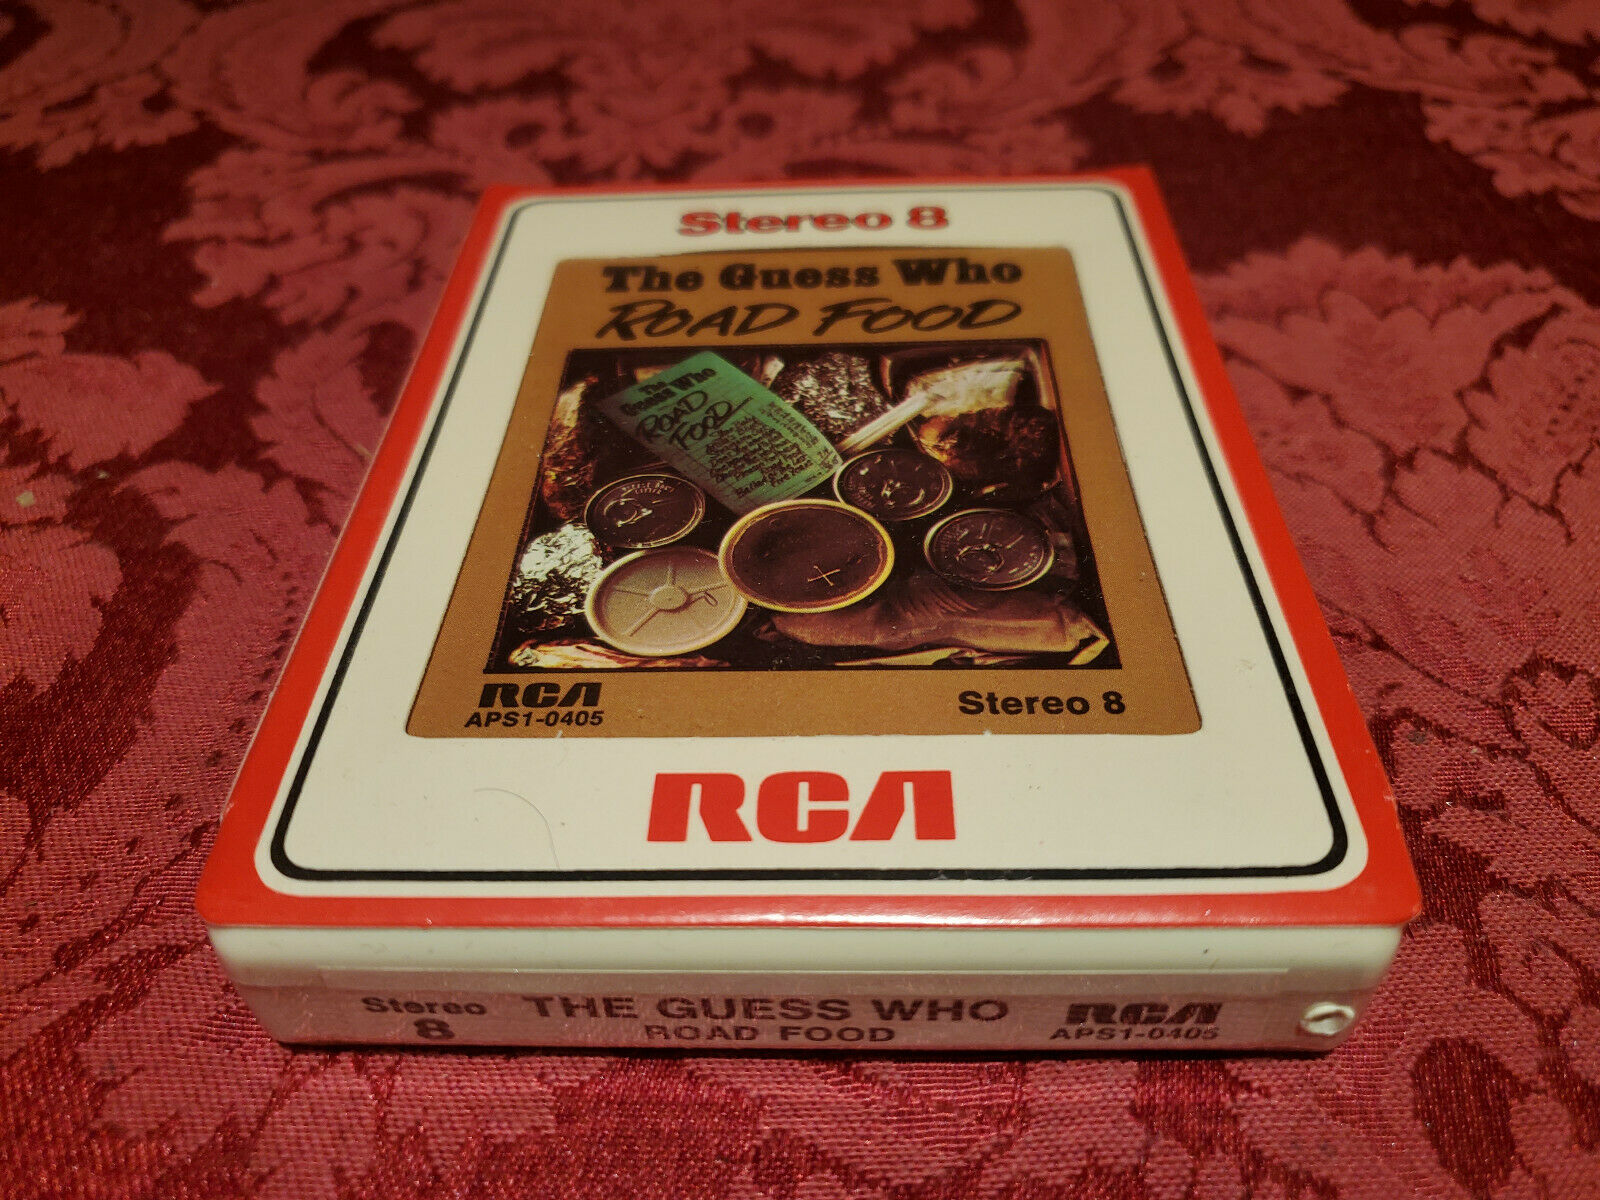 Stereo 8
The Guess Who
ROAD FOOD
The
Guess Who
ROAD
FOOD
RCA
APS1-0405
Stereo 8
RCA
Stereo
8
THE GUESS WHO
ROAD FOOD
RCA
APS1-0405